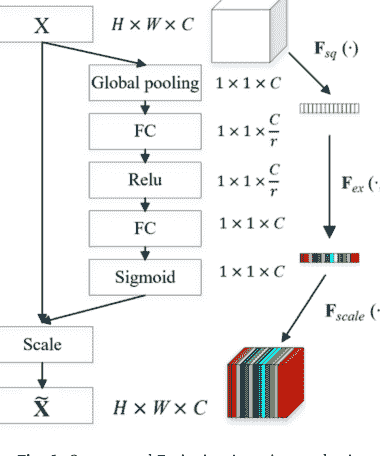 X H × W × C
F_sq (·)
Global pooling 1 × 1 × C
FC 1 × 1 × C/r
Relu 1 × 1 × C/r
F_ex (·,
FC 1 × 1 × C
Sigmoid 1 × 1 × C
F_scale (·
Scale
X̃ H × W × C